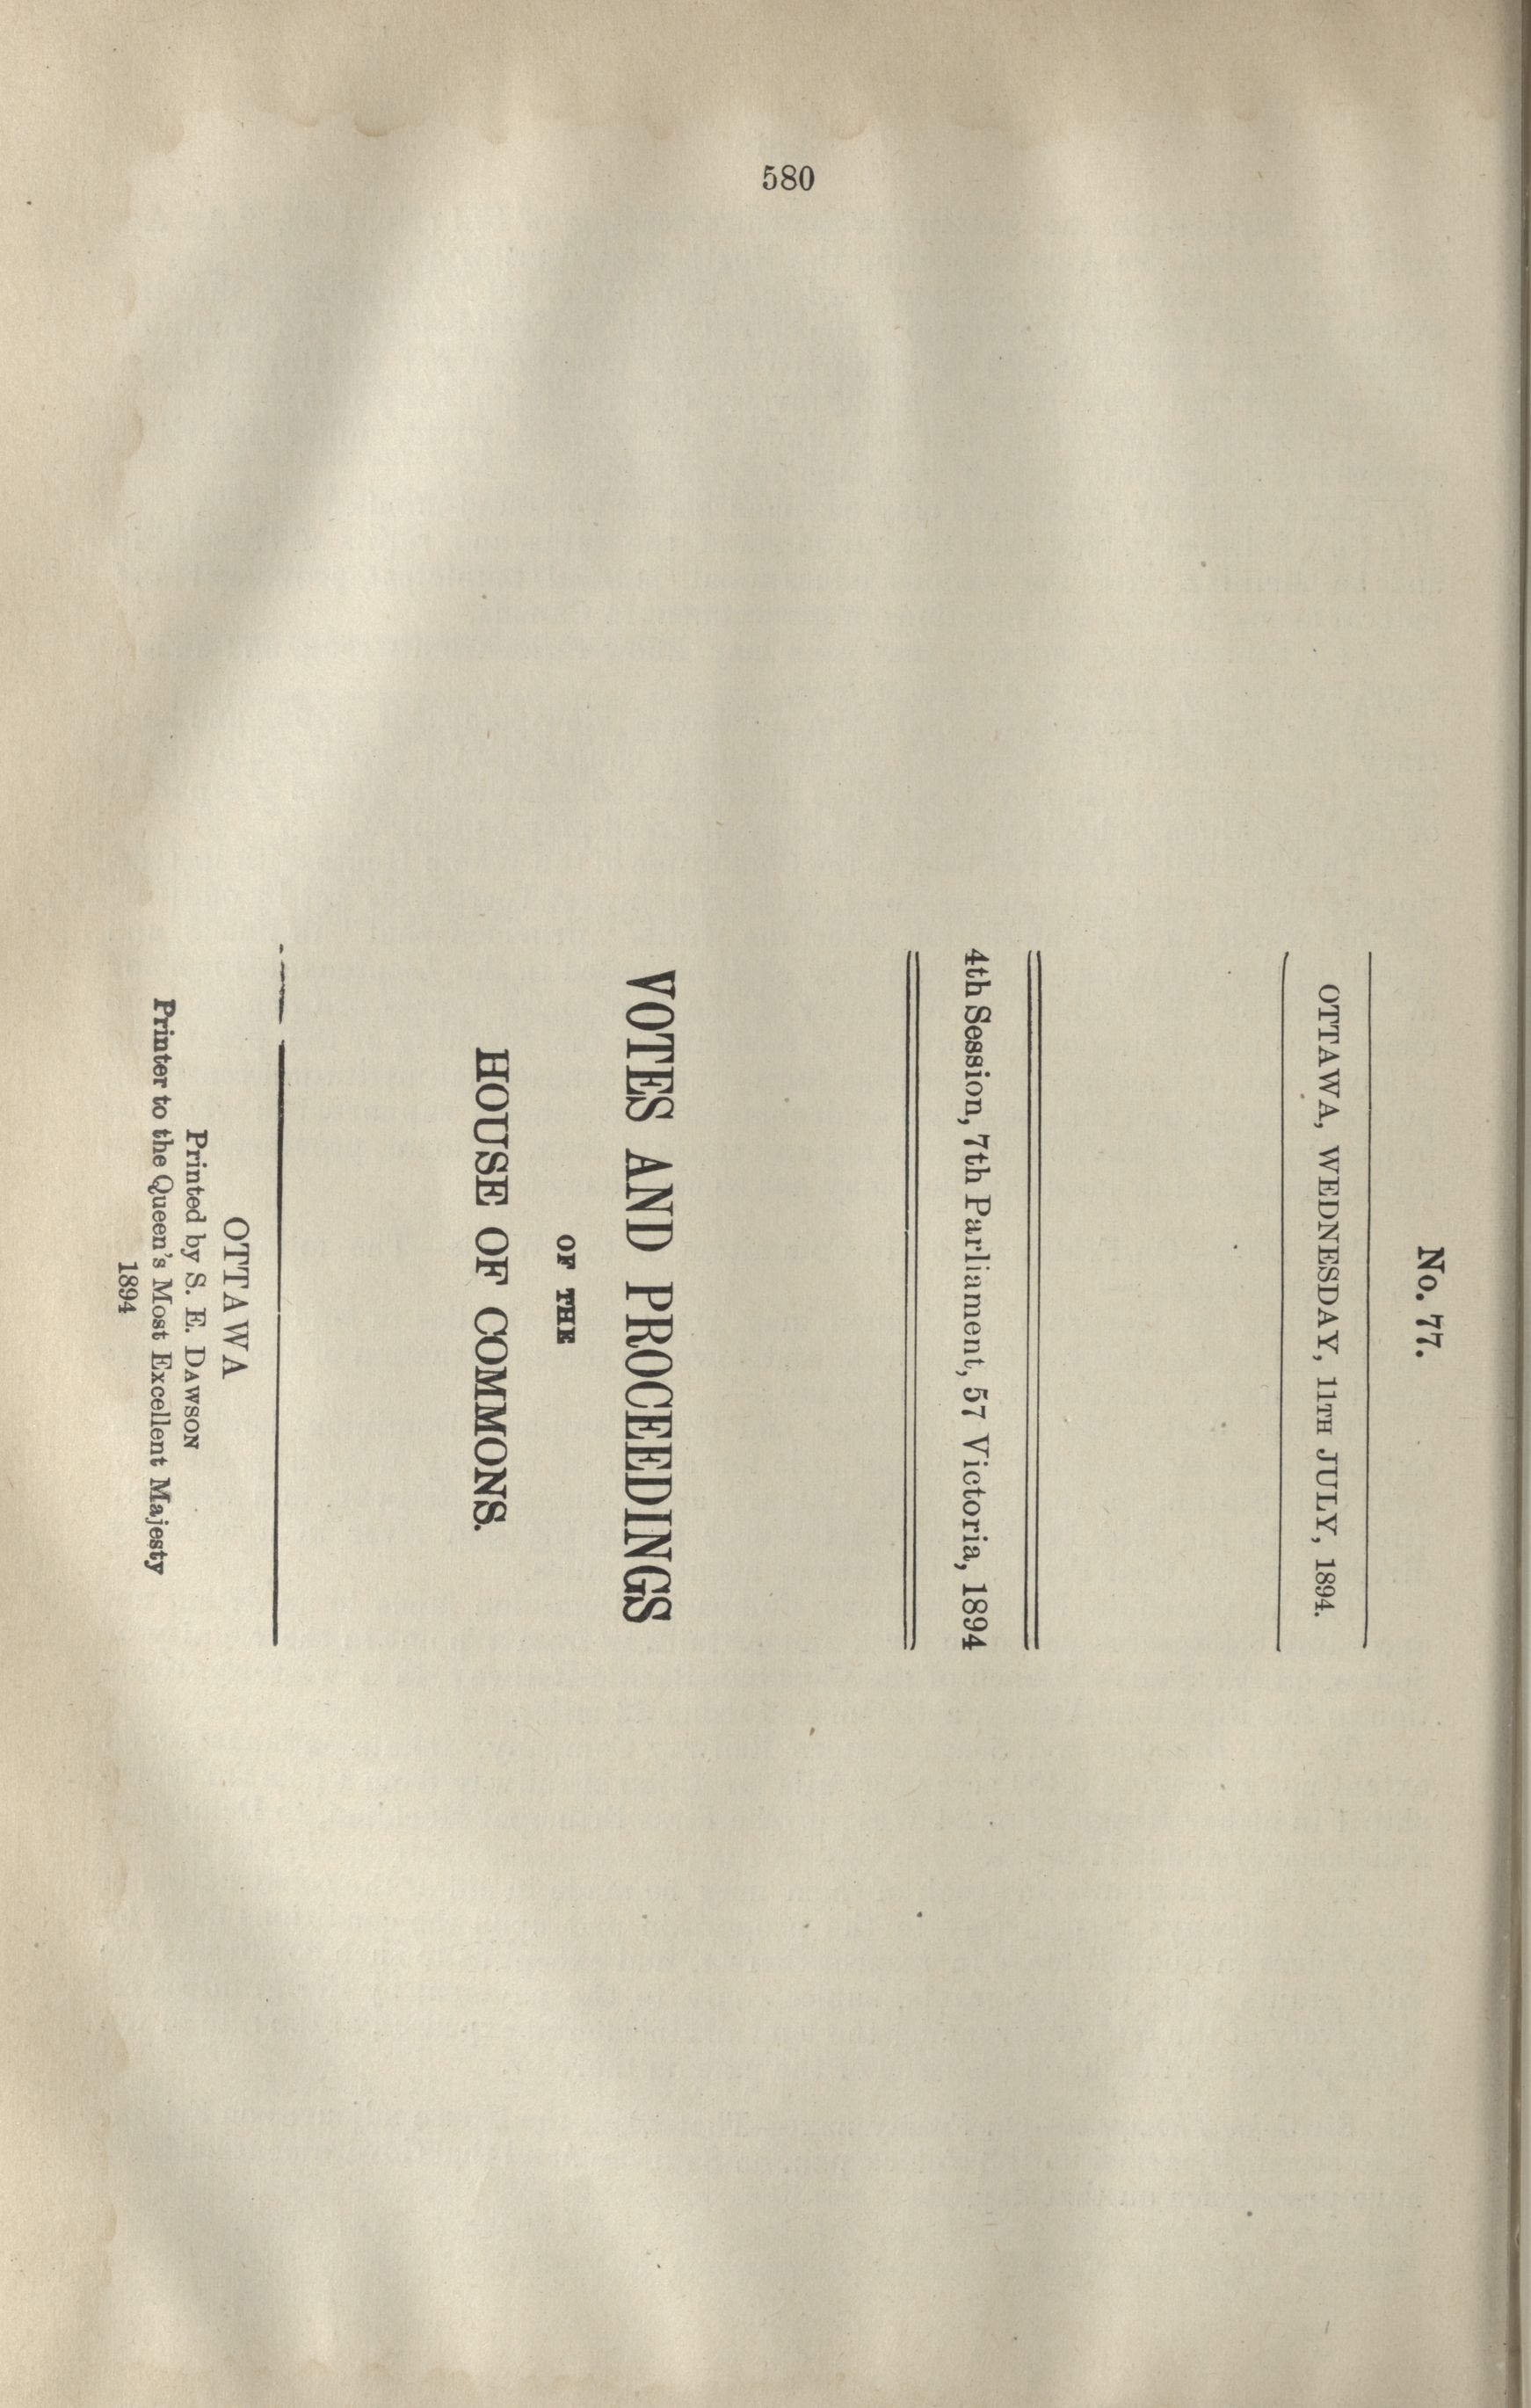 580
No. 77.
OTTAWA, WEDNESDAY, 11TH JULY, 1894.
4th Session, 7th Parliament, 57 Victoria, 1894
VOTES AND PROCEEDINGS
OF THE
HOUSE OF COMMONS.
OTTAWA
Printed by S. E. DAWSON
Printer to the Queen's Most Excellent Majesty
1894